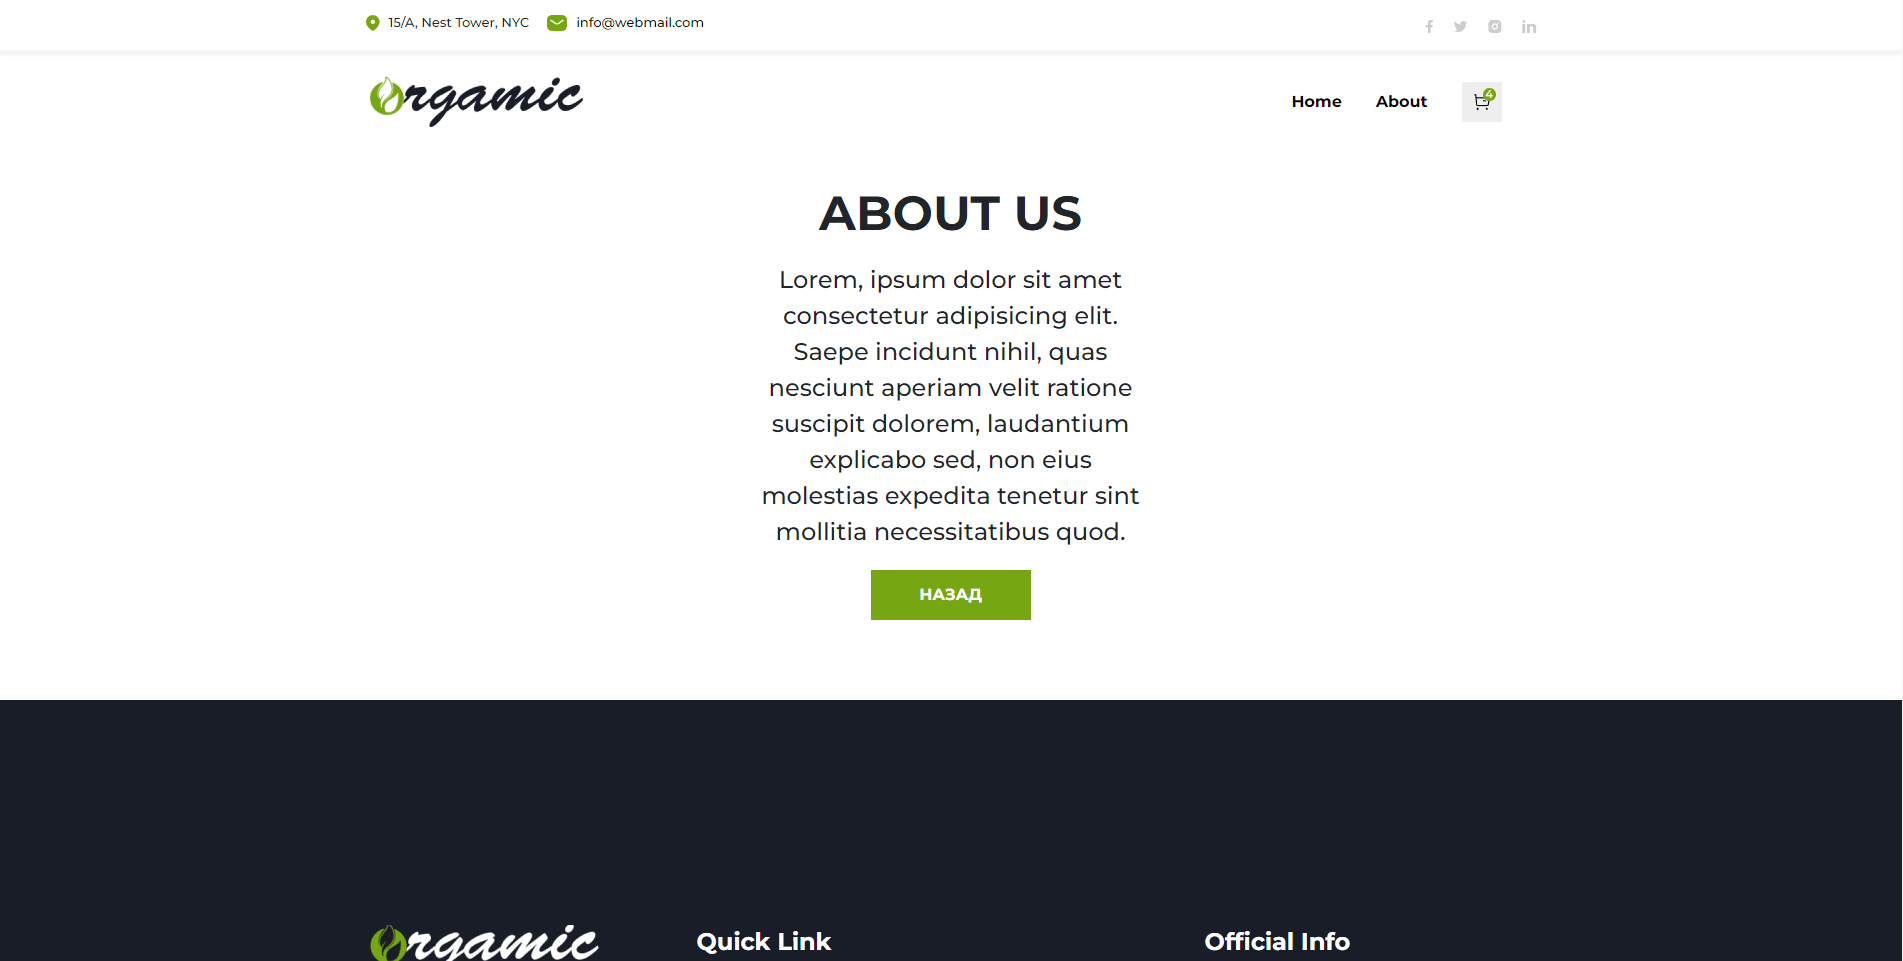 15/A, Nest Tower, NYC info@webmail.com
Orgamic
Home About 4
ABOUT US
Lorem, ipsum dolor sit amet
consectetur adipisicing elit.
Saepe incidunt nihil, quas
nesciunt aperiam velit ratione
suscipit dolorem, laudantium
explicabo sed, non eius
molestias expedita tenetur sint
mollitia necessitatibus quod.
НАЗАД
Orgamic Quick Link Official Info